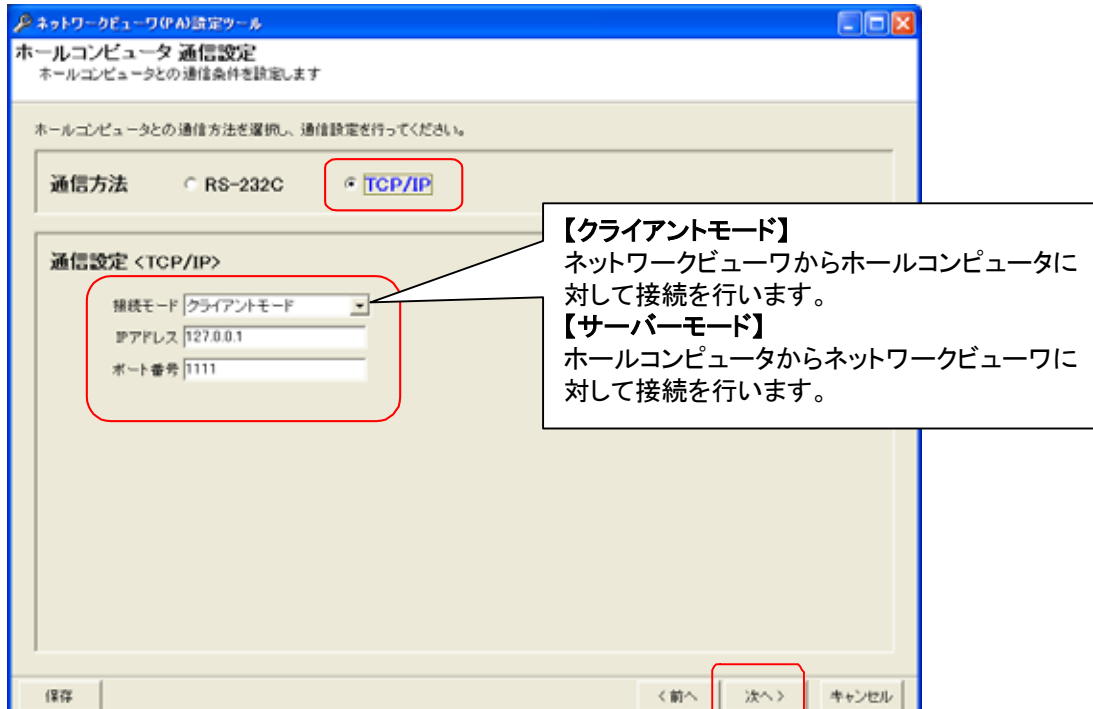 ネットワークビューワ(PA)設定ツール
ホールコンピュータ 通信設定
ホールコンピュータとの通信条件を設定します
ホールコンピュータとの通信方法を選択し、通信設定を行ってください。
通信方法 RS-232C TCP/IP
通信設定 <TCP/IP>
接続モード クライアントモード
IPアドレス 127.0.0.1
ポート番号 1111
【クライアントモード】
ネットワークビューワからホールコンピュータに
対して接続を行います。
【サーバーモード】
ホールコンピュータからネットワークビューワに
対して接続を行います。
保存 <前へ 次へ> キャンセル